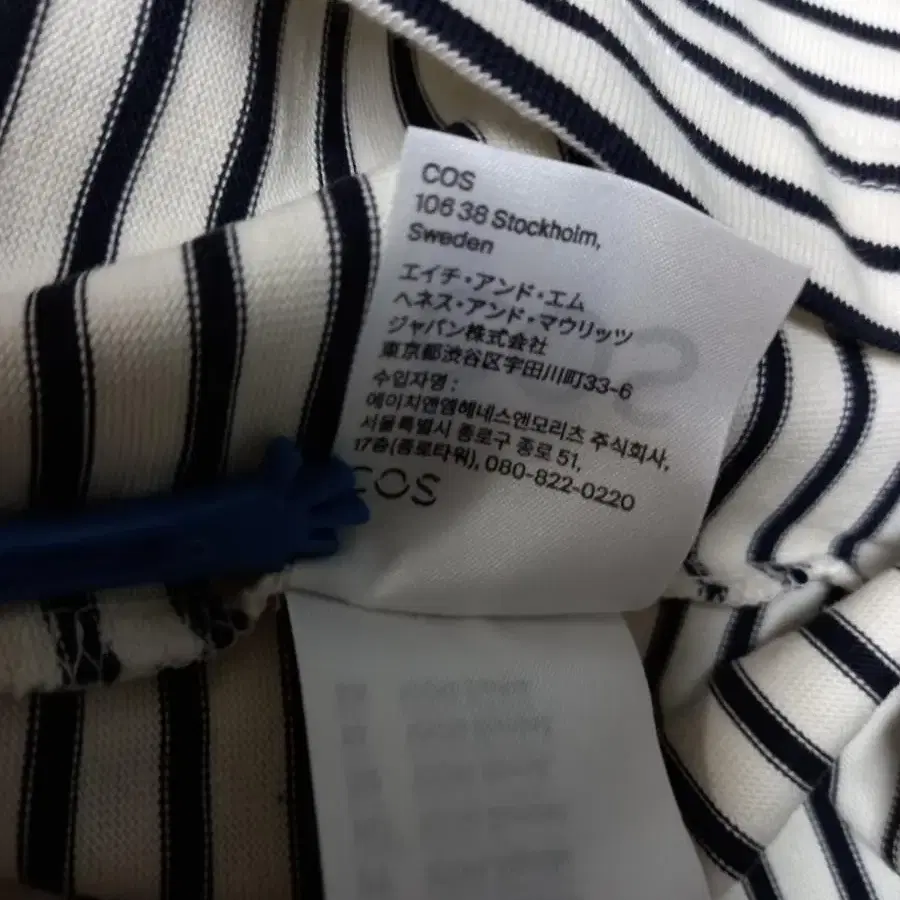 COS
106 38 Stockholm,
Sweden
エイチ・アンド・エム
ヘネス・アンド・マウリッツ
ジャパン株式会社
東京都渋谷区宇田川町33-6
수입자명 :
에이치앤엠헤네스앤모리츠 주식회사,
서울특별시 종로구 종로 51,
17층(종로타워), 080-822-0220
COS